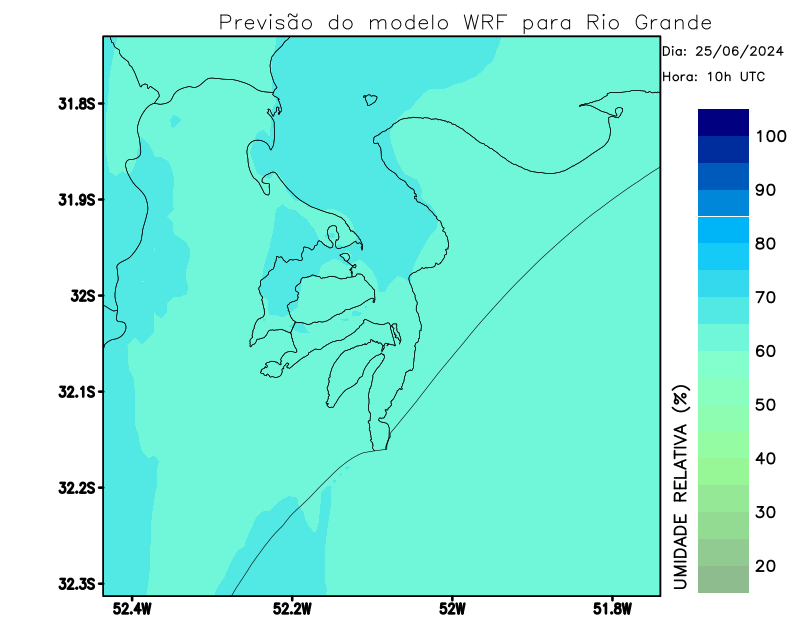 Previsão do modelo WRF para Rio Grande
Dia: 25/06/2024
Hora: 10h UTC
31.8S
31.9S
32S
32.1S
32.2S
32.3S
52.4W
52.2W
52W
51.8W
UMIDADE RELATIVA (%)
100
90
80
70
60
50
40
30
20